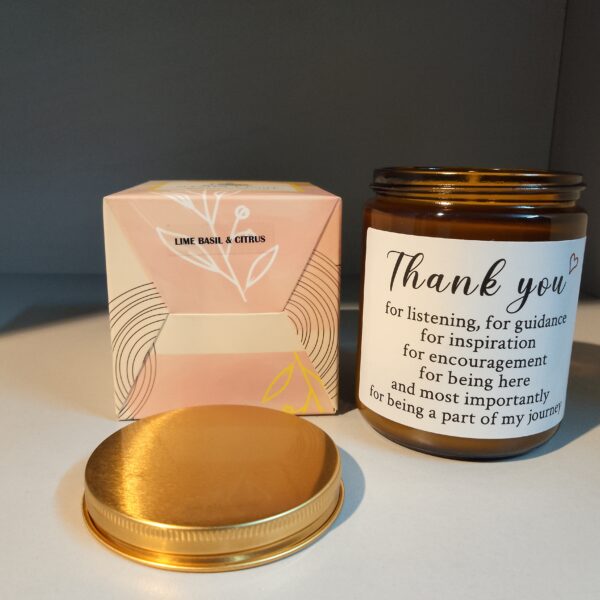 LIME BASIL & CITRUS
Thank you
for listening, for guidance
for inspiration
for encouragement
for being here
and most importantly
for being a part of my journey